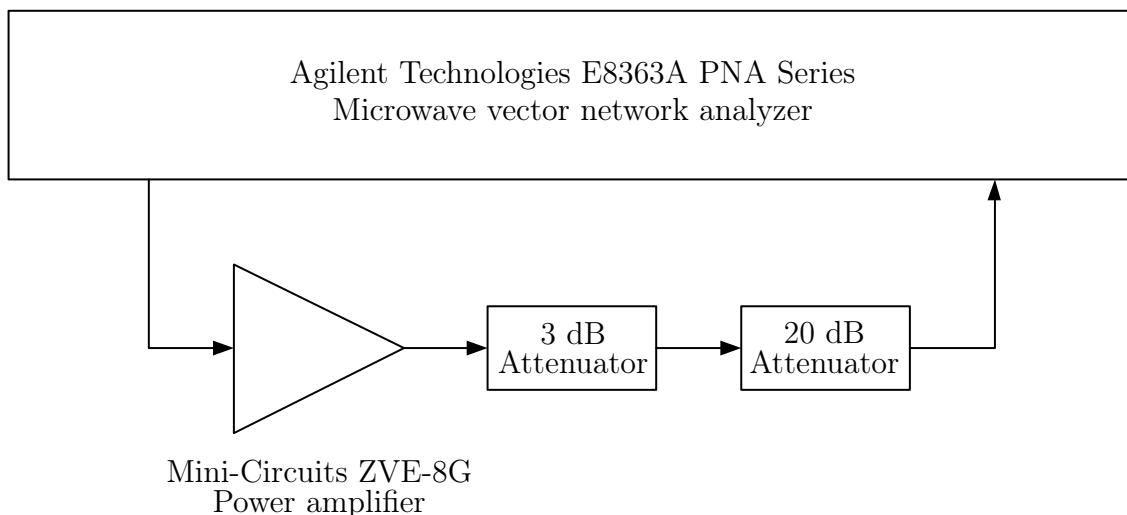 Agilent Technologies E8363A PNA Series
Microwave vector network analyzer
3 dB
Attenuator
20 dB
Attenuator
Mini-Circuits ZVE-8G
Power amplifier